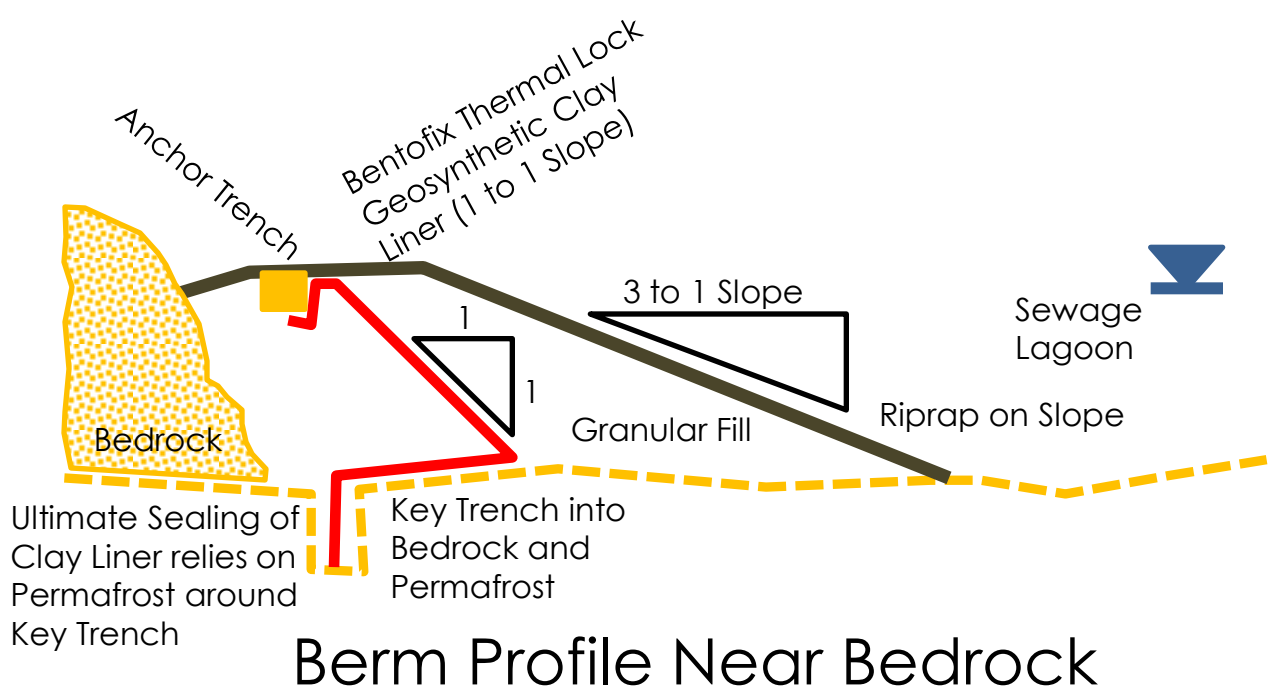 Anchor Trench
Bentofix Thermal Lock
Geosynthetic Clay
Liner (1 to 1 Slope)
3 to 1 Slope
1
1
Sewage
Lagoon
Bedrock
Granular Fill
Riprap on Slope
Ultimate Sealing of
Clay Liner relies on
Permafrost around
Key Trench
Key Trench into
Bedrock and
Permafrost
Berm Profile Near Bedrock